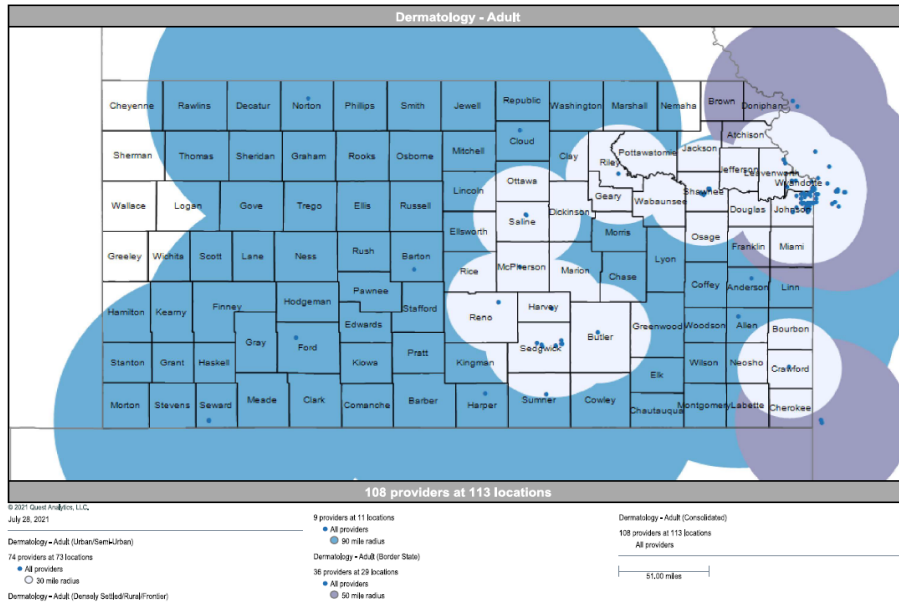 Dermatology - Adult
Cheyenne Rawlins Decatur Norton Phillips Smith Jewell Republic Washington Marshall Nemaha Brown Doniphan
Atchison
Cloud
Sherman Thomas Sheridan Graham Rooks Osborne Mitchell Clay Riley Pottawatomie Jackson Jefferson Leavenworth
Wyandotte
Ottawa
Lincoln Geary Wabaunsee Shawnee
Wallace Logan Gove Trego Ellis Russell Saline Dickinson Douglas Johnson
Ellsworth Morris Osage
Greeley Wichita Scott Lane Ness Rush Barton Rice McPherson Marion Chase Lyon Franklin Miami
Pawnee Coffey Anderson Linn
Hamilton Kearny Finney Hodgeman Stafford Reno Harvey
Edwards Greenwood Woodson Allen Bourbon
Gray Ford Sedgwick Butler
Stanton Grant Haskell Kiowa Pratt Kingman Elk Wilson Neosho Crawford
Morton Stevens Seward Meade Clark Comanche Barber Harper Sumner Cowley Chautauqua Montgomery Labette Cherokee
108 providers at 113 locations
© 2021 Quest Analytics, LLC.
July 28, 2021
Dermatology - Adult (Urban/Semi-Urban)
74 providers at 73 locations
All providers
30 mile radius
Dermatology - Adult (Densely Settled/Rural/Frontier)
9 providers at 11 locations
All providers
90 mile radius
Dermatology - Adult (Border State)
36 providers at 29 locations
All providers
50 mile radius
Dermatology - Adult (Consolidated)
108 providers at 113 locations
All providers
51.00 miles